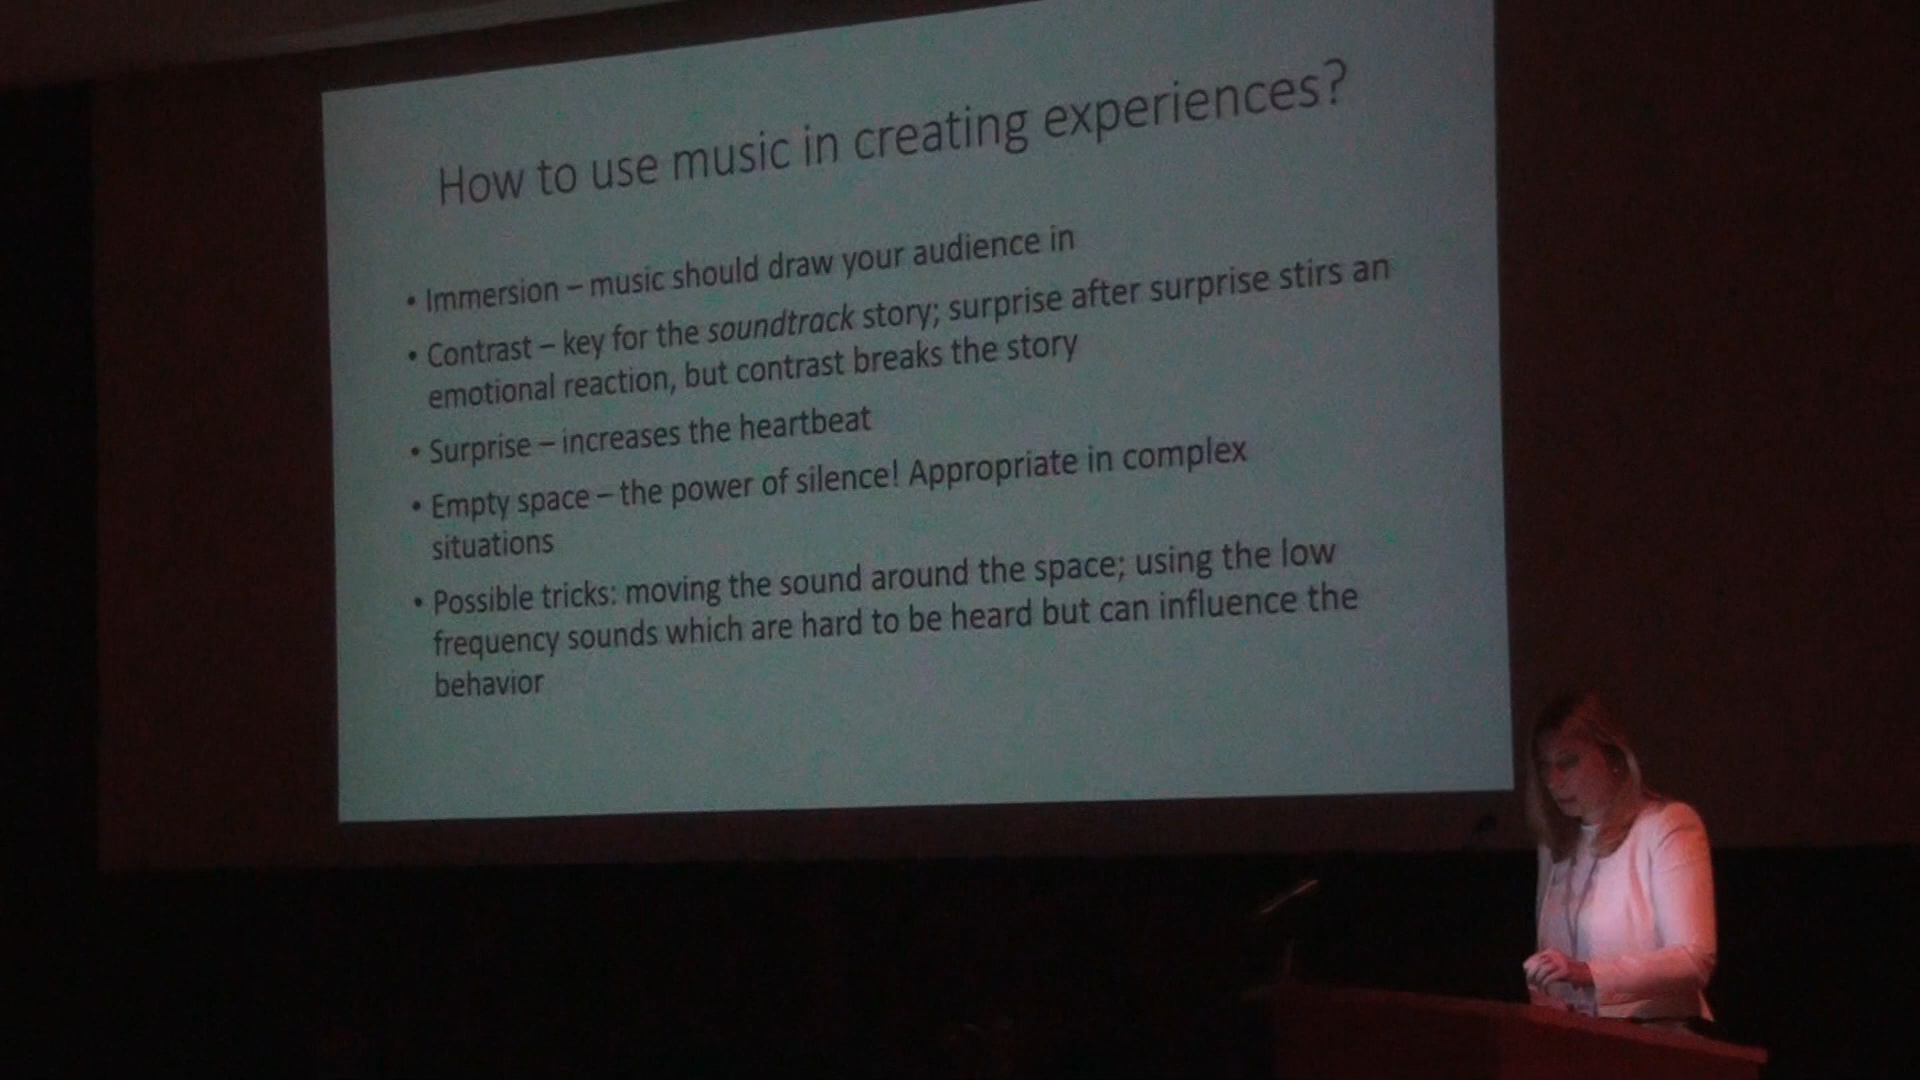 How to use music in creating experiences?
• Immersion – music should draw your audience in
• Contrast – key for the soundtrack story; surprise after surprise stirs an
emotional reaction, but contrast breaks the story
• Surprise – increases the heartbeat
• Empty space – the power of silence! Appropriate in complex
situations
• Possible tricks: moving the sound around the space; using the low
frequency sounds which are hard to be heard but can influence the
behavior